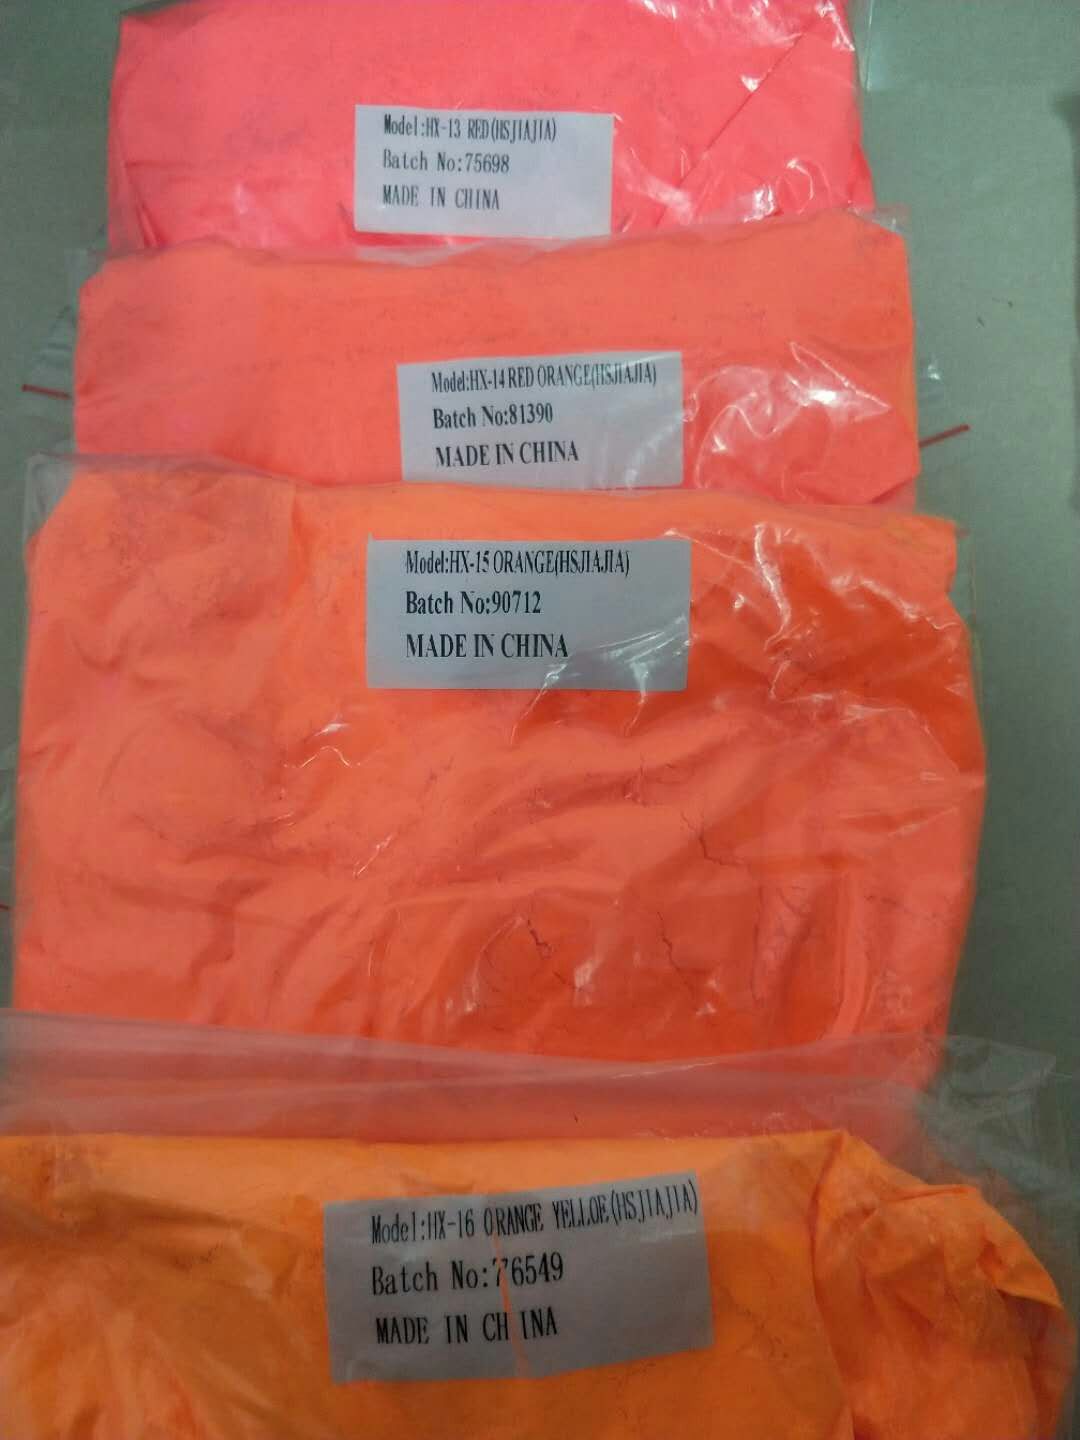 Model:HX-13 RED(HSJIAJIA)
Batch No:75698
MADE IN CHINA
Model:HX-14 RED ORANGE(HSJIAJIA)
Batch No:81390
MADE IN CHINA
Model:HX-15 ORANGE(HSJIAJIA)
Batch No:90712
MADE IN CHINA
Model:HX-16 ORANGE YELLOE(HSJIAJIA)
Batch No:76549
MADE IN CHINA